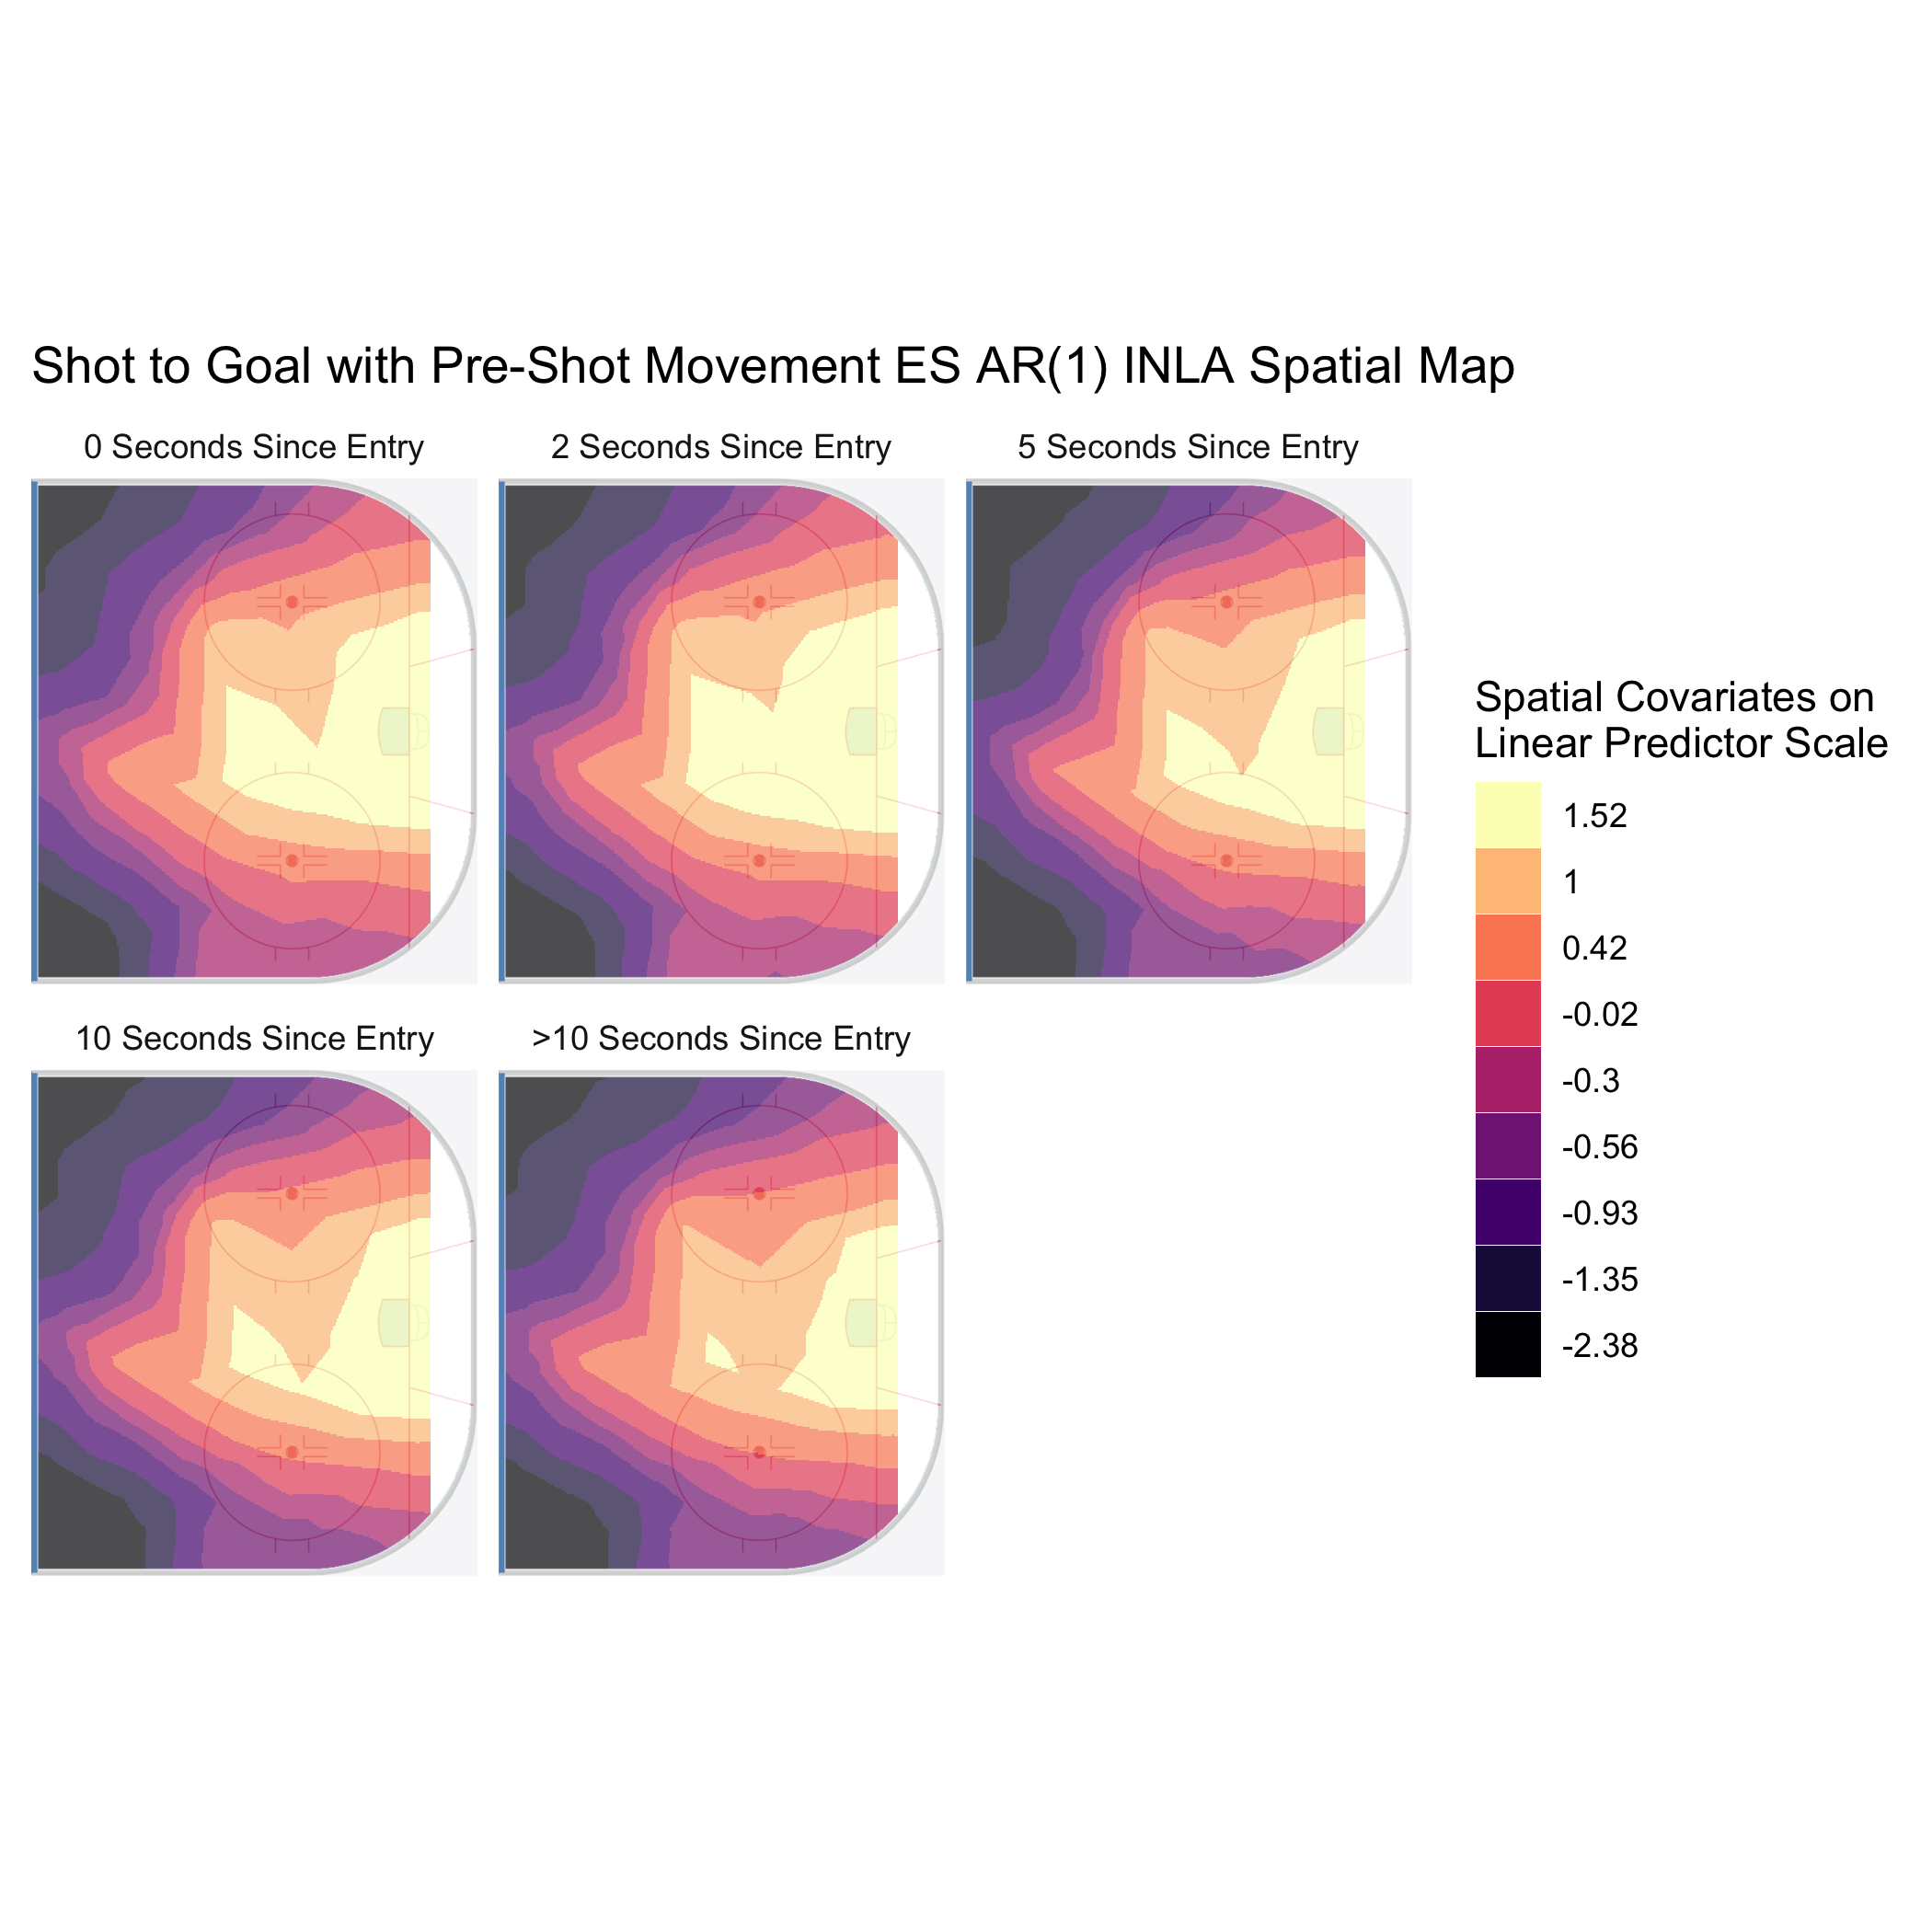 Shot to Goal with Pre-Shot Movement ES AR(1) INLA Spatial Map
0 Seconds Since Entry
2 Seconds Since Entry
5 Seconds Since Entry
10 Seconds Since Entry
>10 Seconds Since Entry
Spatial Covariates on
Linear Predictor Scale
1.52
1
0.42
-0.02
-0.3
-0.56
-0.93
-1.35
-2.38